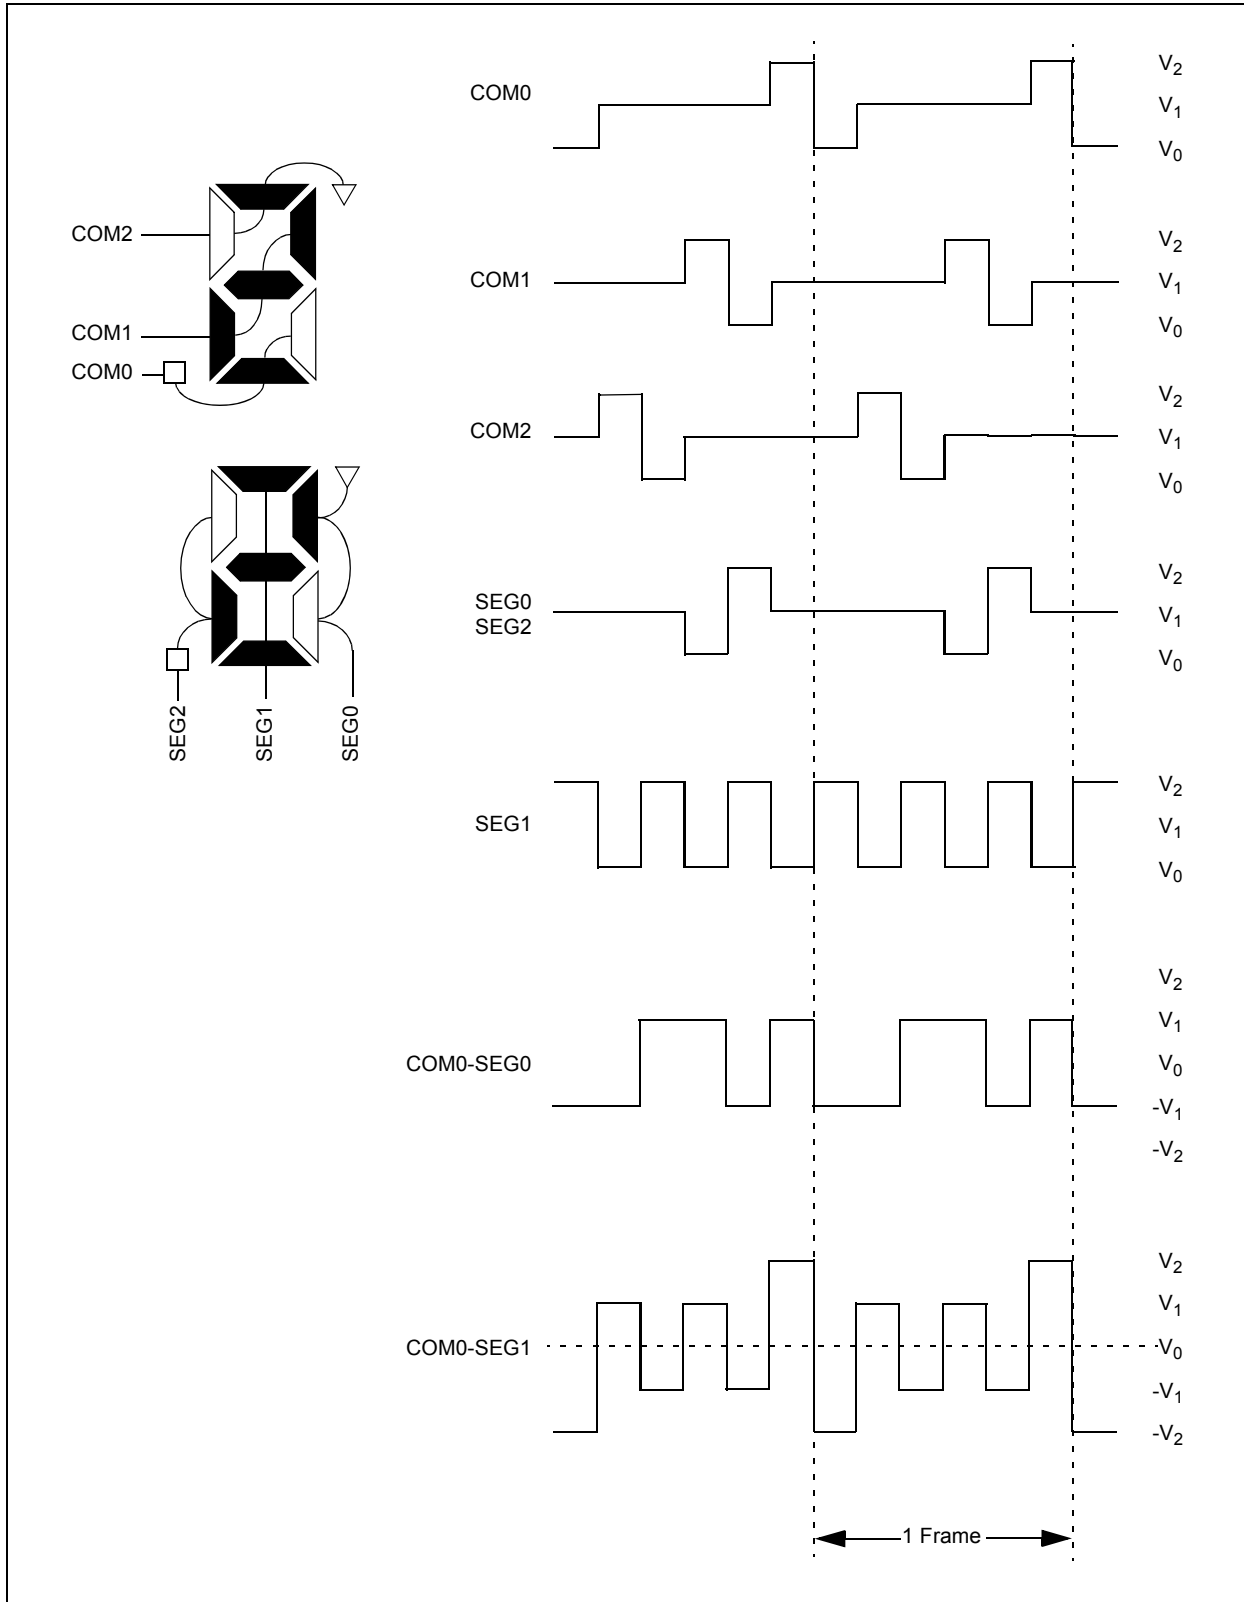 COM0
V2
V1
V0
COM2
COM1
COM0
COM1
V2
V1
V0
COM2
V2
V1
V0
SEG0
SEG2
V2
V1
V0
SEG2
SEG1
SEG0
SEG1
V2
V1
V0
COM0-SEG0
V2
V1
V0
-V1
-V2
COM0-SEG1
V2
V1
V0
-V1
-V2
1 Frame